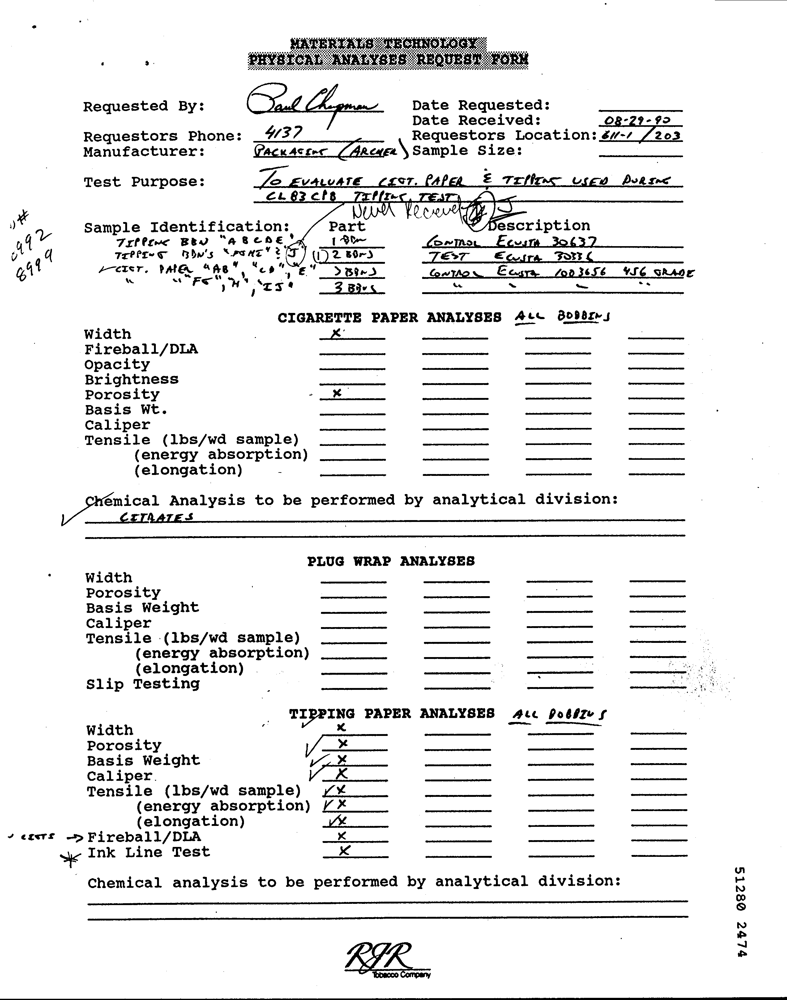 MATERIALS TECHNOLOGY
PHYSICAL ANALYSES REQUEST FORM
Requested By: Paul Chapman Date Requested:
Date Received: 08-29-90
Requestors Phone: 4137 Requestors Location: 611-1 / 203
Manufacturer: PACKAGING (ARCHER) Sample Size:
Test Purpose: TO EVALUATE CIGT. PAPER & TIPPING USED DURING
CLB3 CPB TIPPING TEST
Never Received J
Sample Identification: Part Description
TIPPING BBN "A B C D E" 1 BBN CONTROL ECUSTA 30637
TIPPING BBN'S & J (1) 2 BBNS TEST ECUSTA 30336
CIGT. PAPER "AB", "CD", "E" 3 BBNS CONTROL ECUSTA 1003656 456 GRADE
" "FG", "H", "IJ" 3 BBNS " " "
# 
8999
CIGARETTE PAPER ANALYSES ALL BOBBINS
Width x
Fireball/DLA
Opacity
Brightness
Porosity x
Basis Wt.
Caliper
Tensile (lbs/wd sample)
(energy absorption)
(elongation)
Chemical Analysis to be performed by analytical division:
CITRATES
PLUG WRAP ANALYSES
Width
Porosity
Basis Weight
Caliper
Tensile (lbs/wd sample)
(energy absorption)
(elongation)
Slip Testing
TIPPING PAPER ANALYSES ALL BOBBINS
Width x
Porosity x
Basis Weight x
Caliper x
Tensile (lbs/wd sample) x
(energy absorption) x
(elongation) x
Fireball/DLA x
* Ink Line Test x
Chemical analysis to be performed by analytical division:
51280 2474
RJR
Tobacco Company